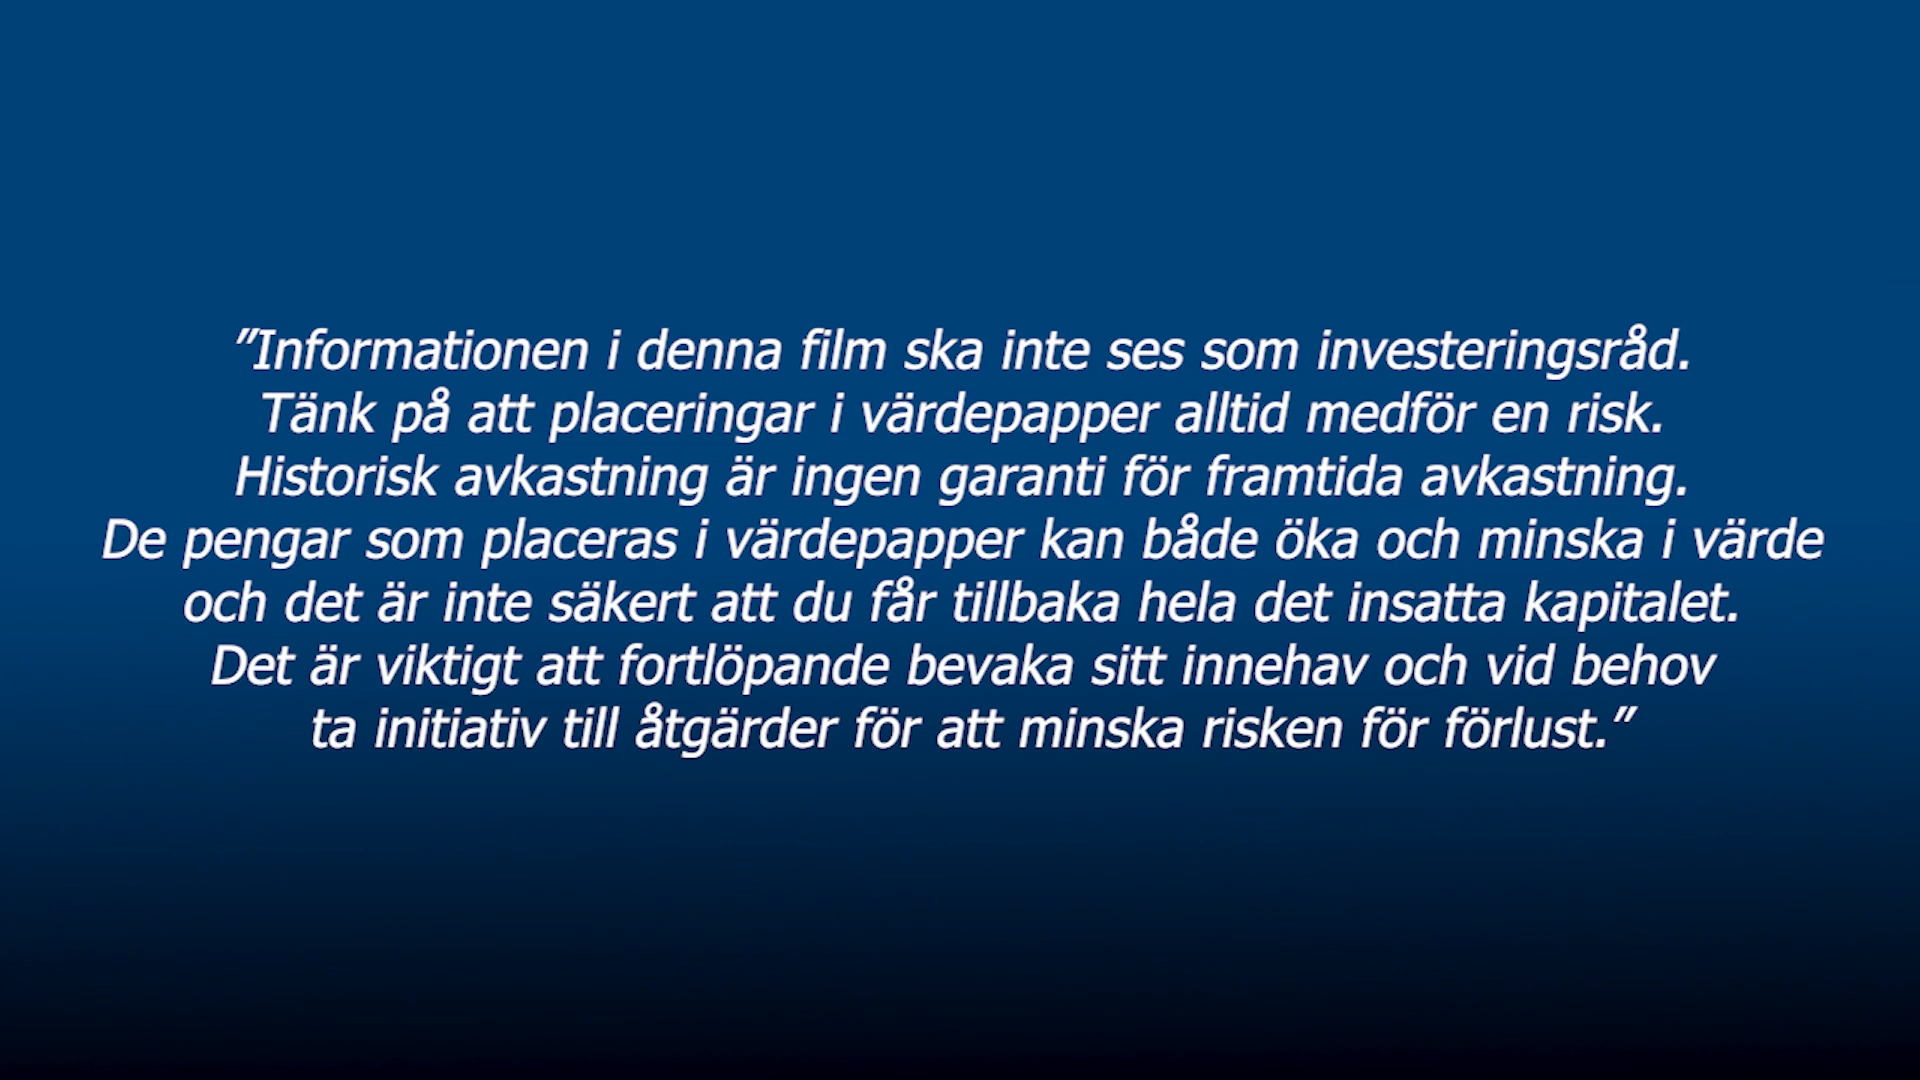 ”Informationen i denna film ska inte ses som investeringsråd.
Tänk på att placeringar i värdepapper alltid medför en risk.
Historisk avkastning är ingen garanti för framtida avkastning.
De pengar som placeras i värdepapper kan både öka och minska i värde
och det är inte säkert att du får tillbaka hela det insatta kapitalet.
Det är viktigt att fortlöpande bevaka sitt innehav och vid behov
ta initiativ till åtgärder för att minska risken för förlust.”